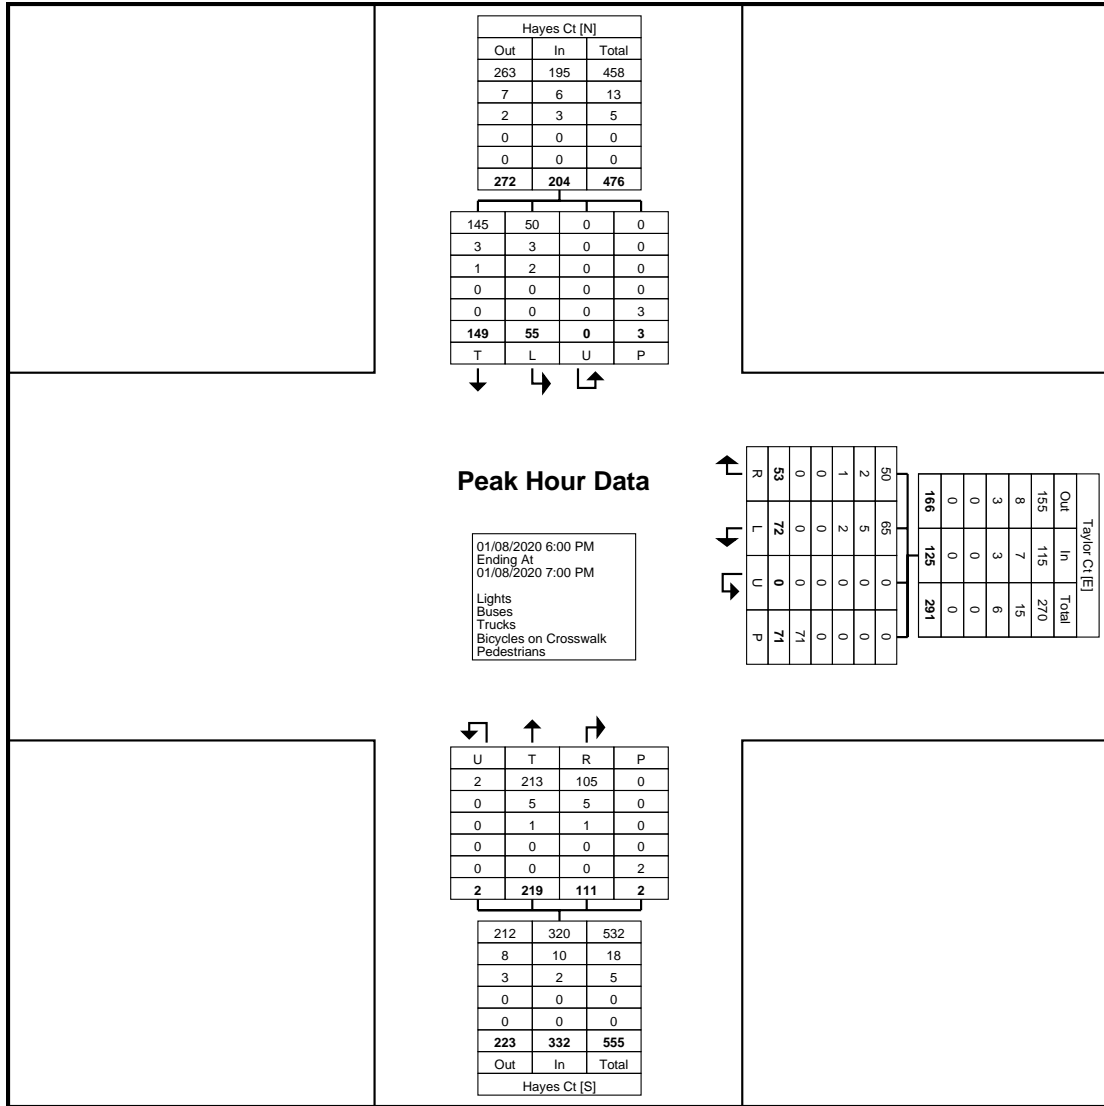 Hayes Ct [N]
Out In Total
263 195 458
7 6 13
2 3 5
0 0 0
0 0 0
272 204 476
145 50 0 0
3 3 0 0
1 2 0 0
0 0 0 0
0 0 0 3
149 55 0 3
T L U P
Peak Hour Data
01/08/2020 6:00 PM
Ending At
01/08/2020 7:00 PM
Lights
Buses
Trucks
Bicycles on Crosswalk
Pedestrians
Taylor Ct [E]
Out In Total
155 115 270
8 7 15
3 3 6
0 0 0
0 0 0
166 125 291
50 65 0 0
2 5 0 0
1 2 0 0
0 0 0 0
0 0 0 71
53 72 0 71
R L U P
U T R P
2 213 105 0
0 5 5 0
0 1 1 0
0 0 0 0
0 0 0 2
2 219 111 2
212 320 532
8 10 18
3 2 5
0 0 0
0 0 0
223 332 555
Out In Total
Hayes Ct [S]